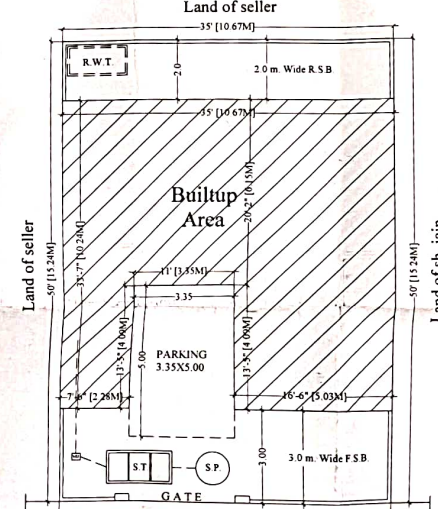 Land of seller
35' [10.67M]
R.W.T.
2.0
2.0 m. Wide R.S.B
35' [10.67M]
Builtup
Area
20'-2" [6.15M]
33'-7" [10.24M]
Land of seller
50' [15.24M]
50' [15.24M]
11' [3.35M]
3.35
PARKING
3.35X5.00
5.00
13'-5" [4.09M]
13'-5" [4.09M]
7'-6" [2.28M]
16'-6" [5.03M]
S.T
S.P.
3.00
3.0 m. Wide F.S.B.
GATE
Land of